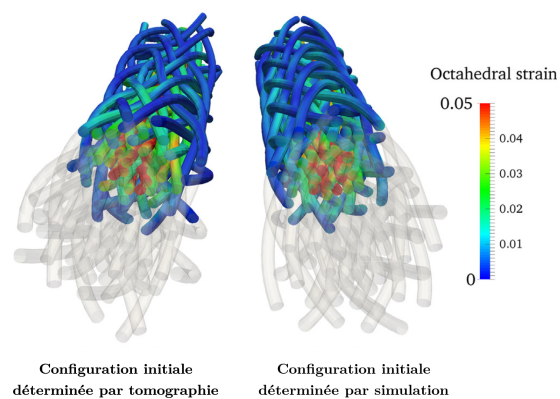 Octahedral strain
0.05
0.04
0.03
0.02
0.01
0
Configuration initiale
déterminée par tomographie
Configuration initiale
déterminée par simulation